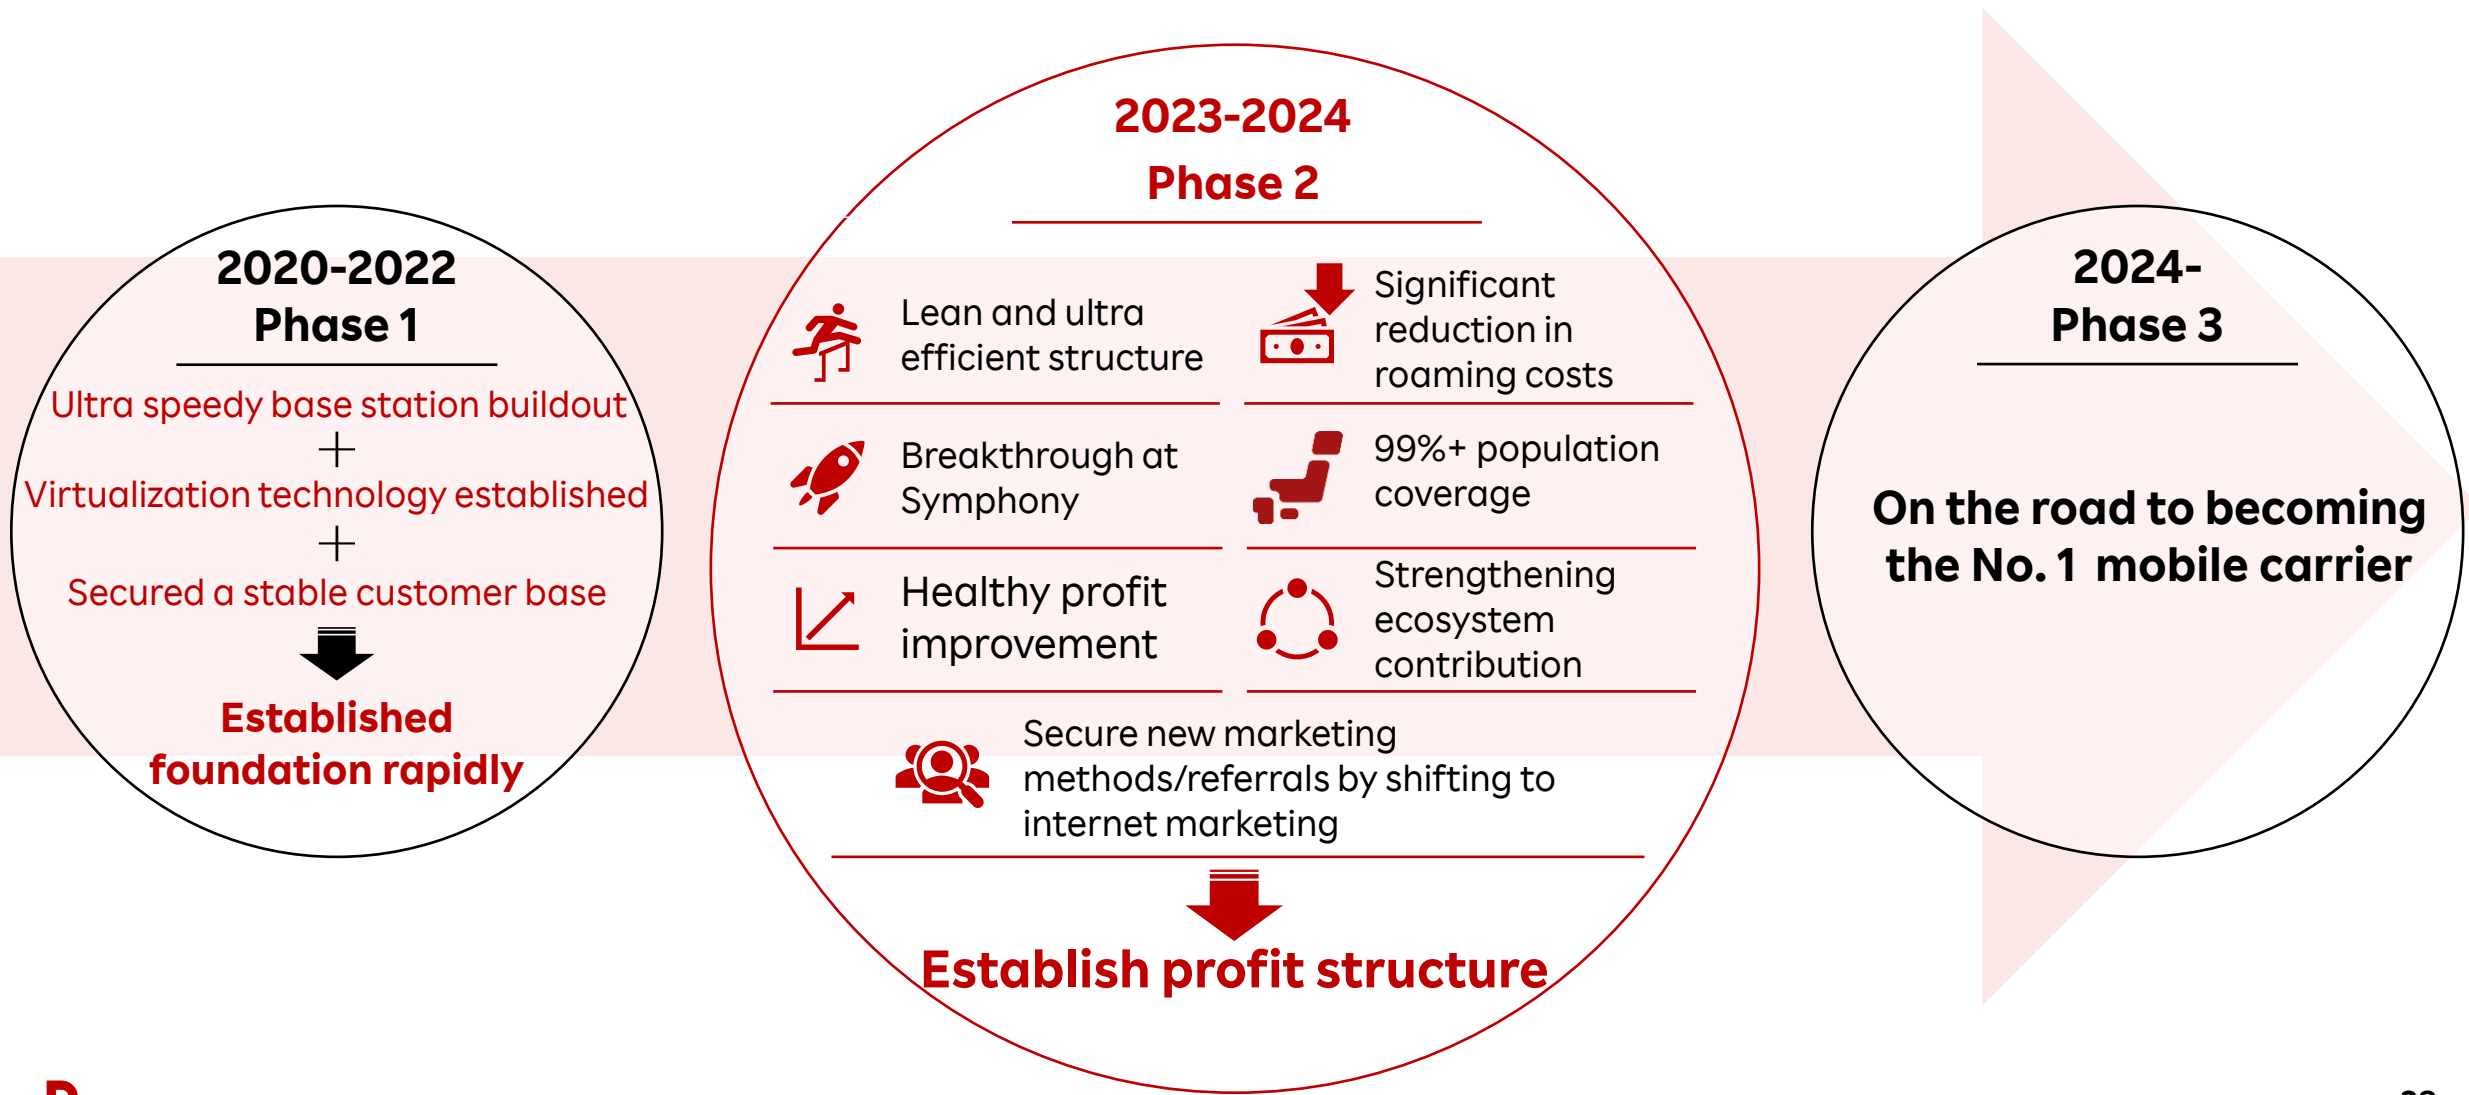 2020-2022
Phase 1
Ultra speedy base station buildout
+
Virtualization technology established
+
Secured a stable customer base
Established
foundation rapidly
2023-2024
Phase 2
Lean and ultra
efficient structure
Significant
reduction in
roaming costs
Breakthrough at
Symphony
99%+ population
coverage
Healthy profit
improvement
Strengthening
ecosystem
contribution
Secure new marketing
methods/referrals by shifting to
internet marketing
Establish profit structure
2024-
Phase 3
On the road to becoming
the No. 1 mobile carrier